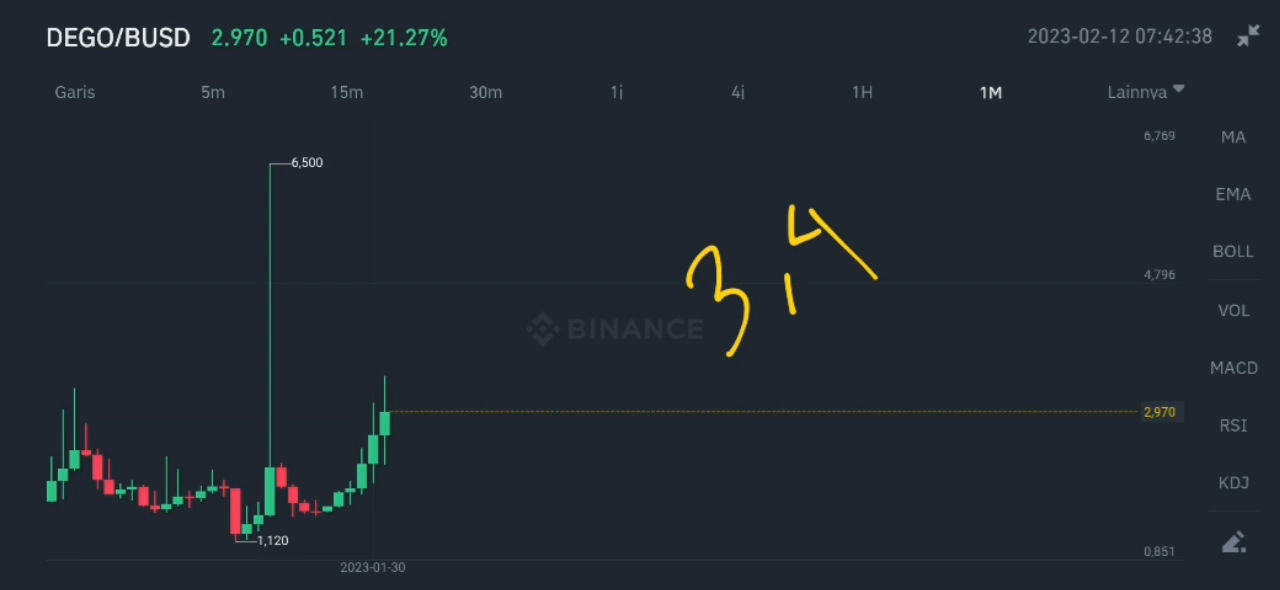 DEGO/BUSD 2.970 +0.521 +21.27% 2023-02-12 07:42:38
Garis 5m 15m 30m 1j 4j 1H 1M Lainnya
6,769 MA
6,500
EMA
3,4
BOLL
4,796
VOL
BINANCE
MACD
2,970
RSI
KDJ
1,120
0,851
2023-01-30